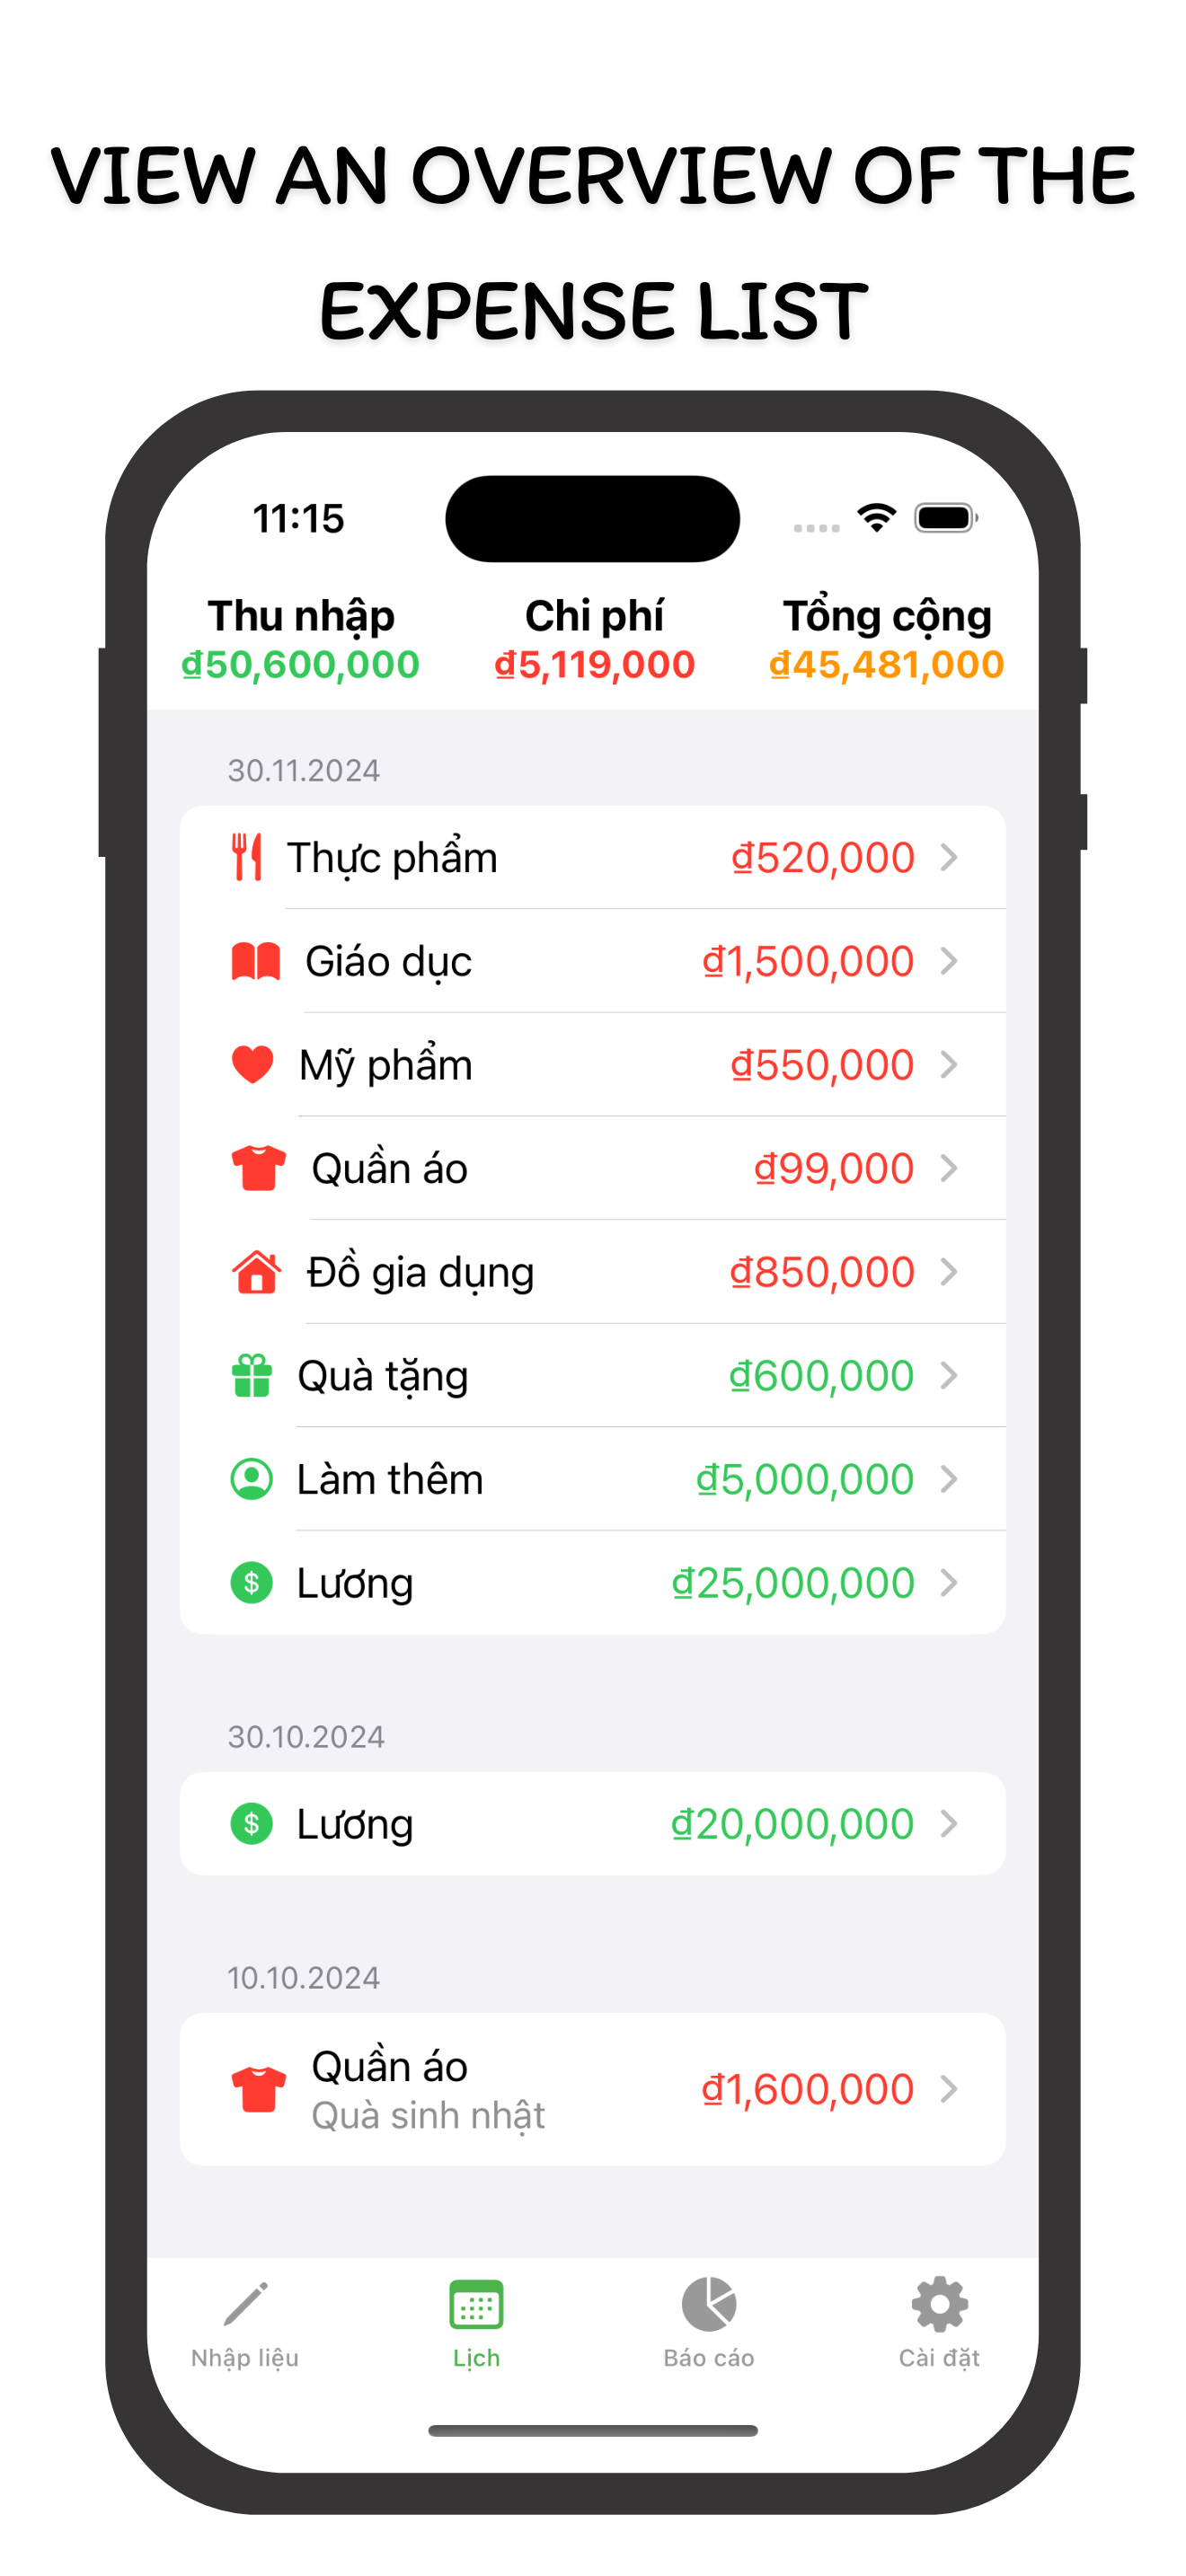 VIEW AN OVERVIEW OF THE
EXPENSE LIST
11:15
Thu nhập Chi phí Tổng cộng
₫50,600,000 ₫5,119,000 ₫45,481,000
30.11.2024
Thực phẩm ₫520,000
Giáo dục ₫1,500,000
Mỹ phẩm ₫550,000
Quần áo ₫99,000
Đồ gia dụng ₫850,000
Quà tặng ₫600,000
Làm thêm ₫5,000,000
$ Lương ₫25,000,000
30.10.2024
$ Lương ₫20,000,000
10.10.2024
Quần áo ₫1,600,000
Quà sinh nhật
Nhập liệu Lịch Báo cáo Cài đặt